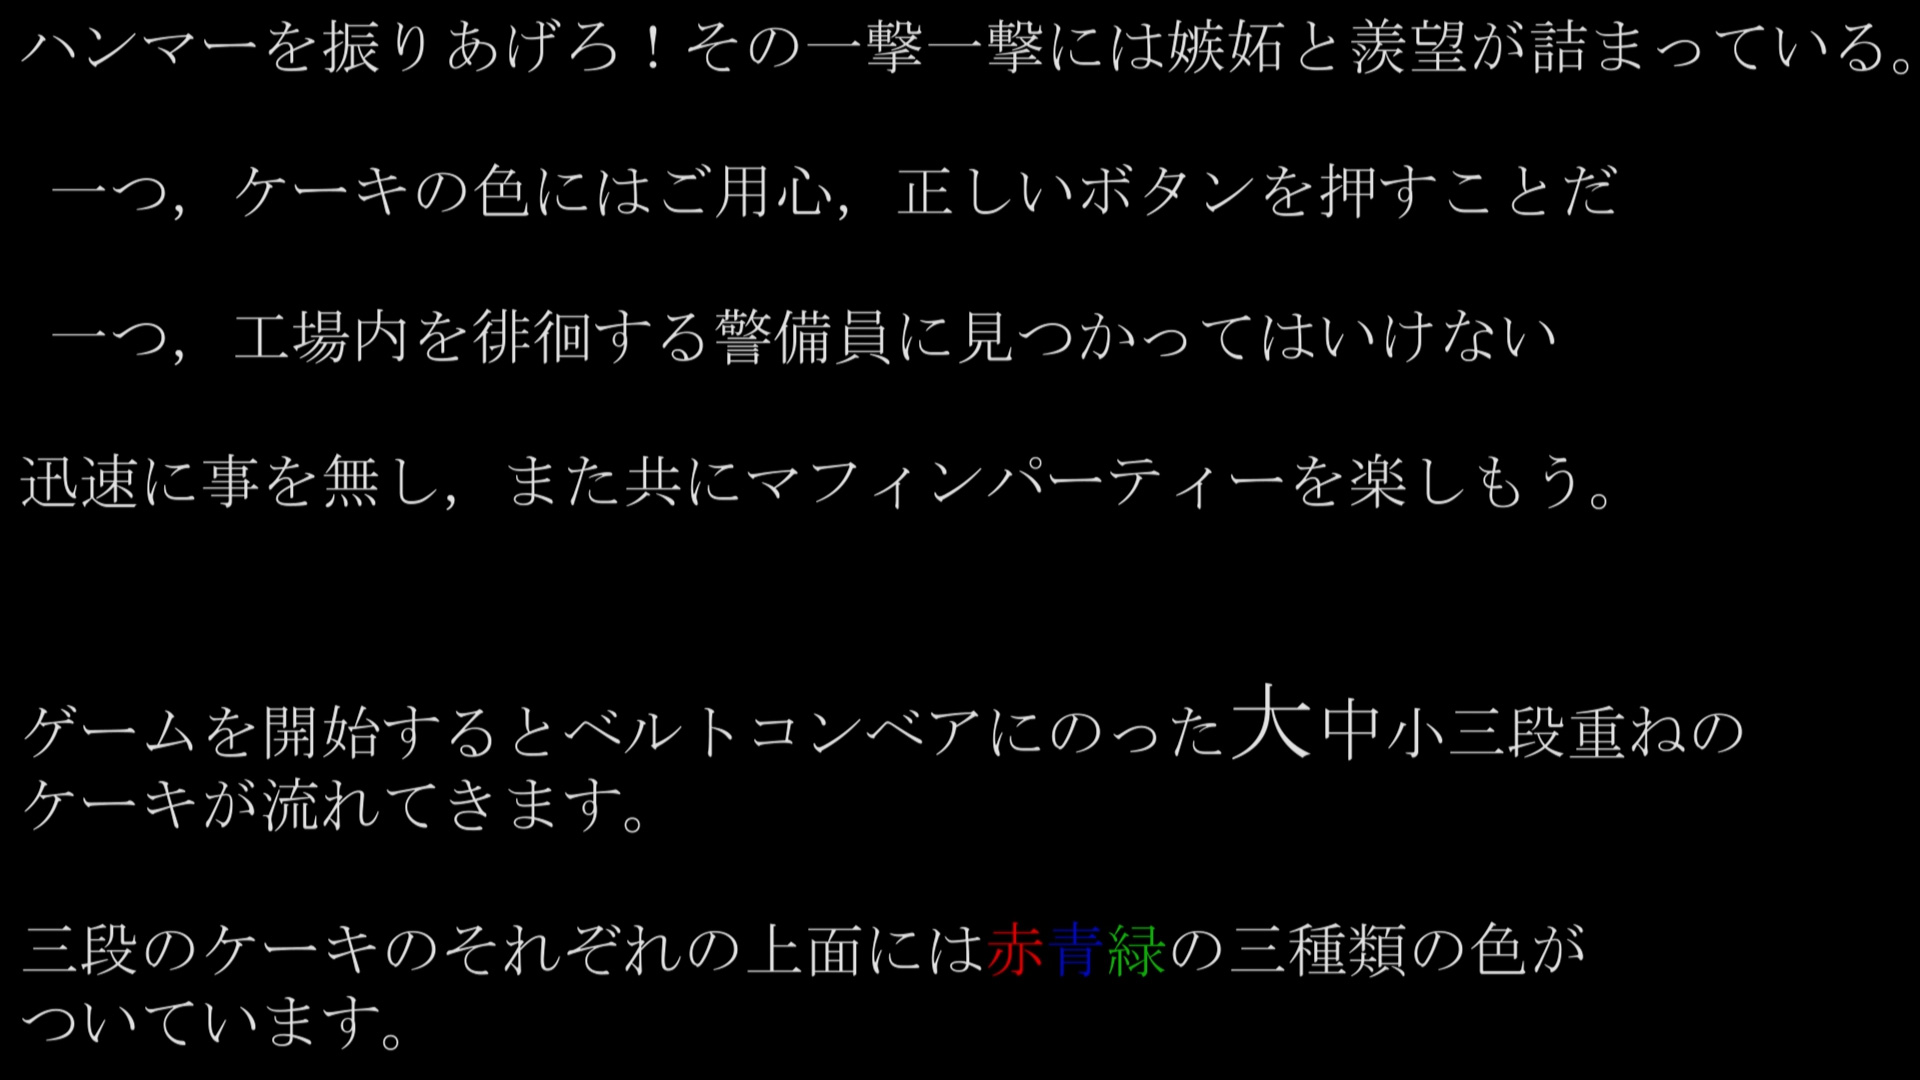 ハンマーを振りあげろ！その一撃一撃には嫉妬と羨望が詰まっている。
一つ，ケーキの色にはご用心，正しいボタンを押すことだ
一つ，工場内を徘徊する警備員に見つかってはいけない
迅速に事を無し，また共にマフィンパーティーを楽しもう。
ゲームを開始するとベルトコンベアにのった大中小三段重ねの
ケーキが流れてきます。
三段のケーキのそれぞれの上面には赤青緑の三種類の色が
ついています。